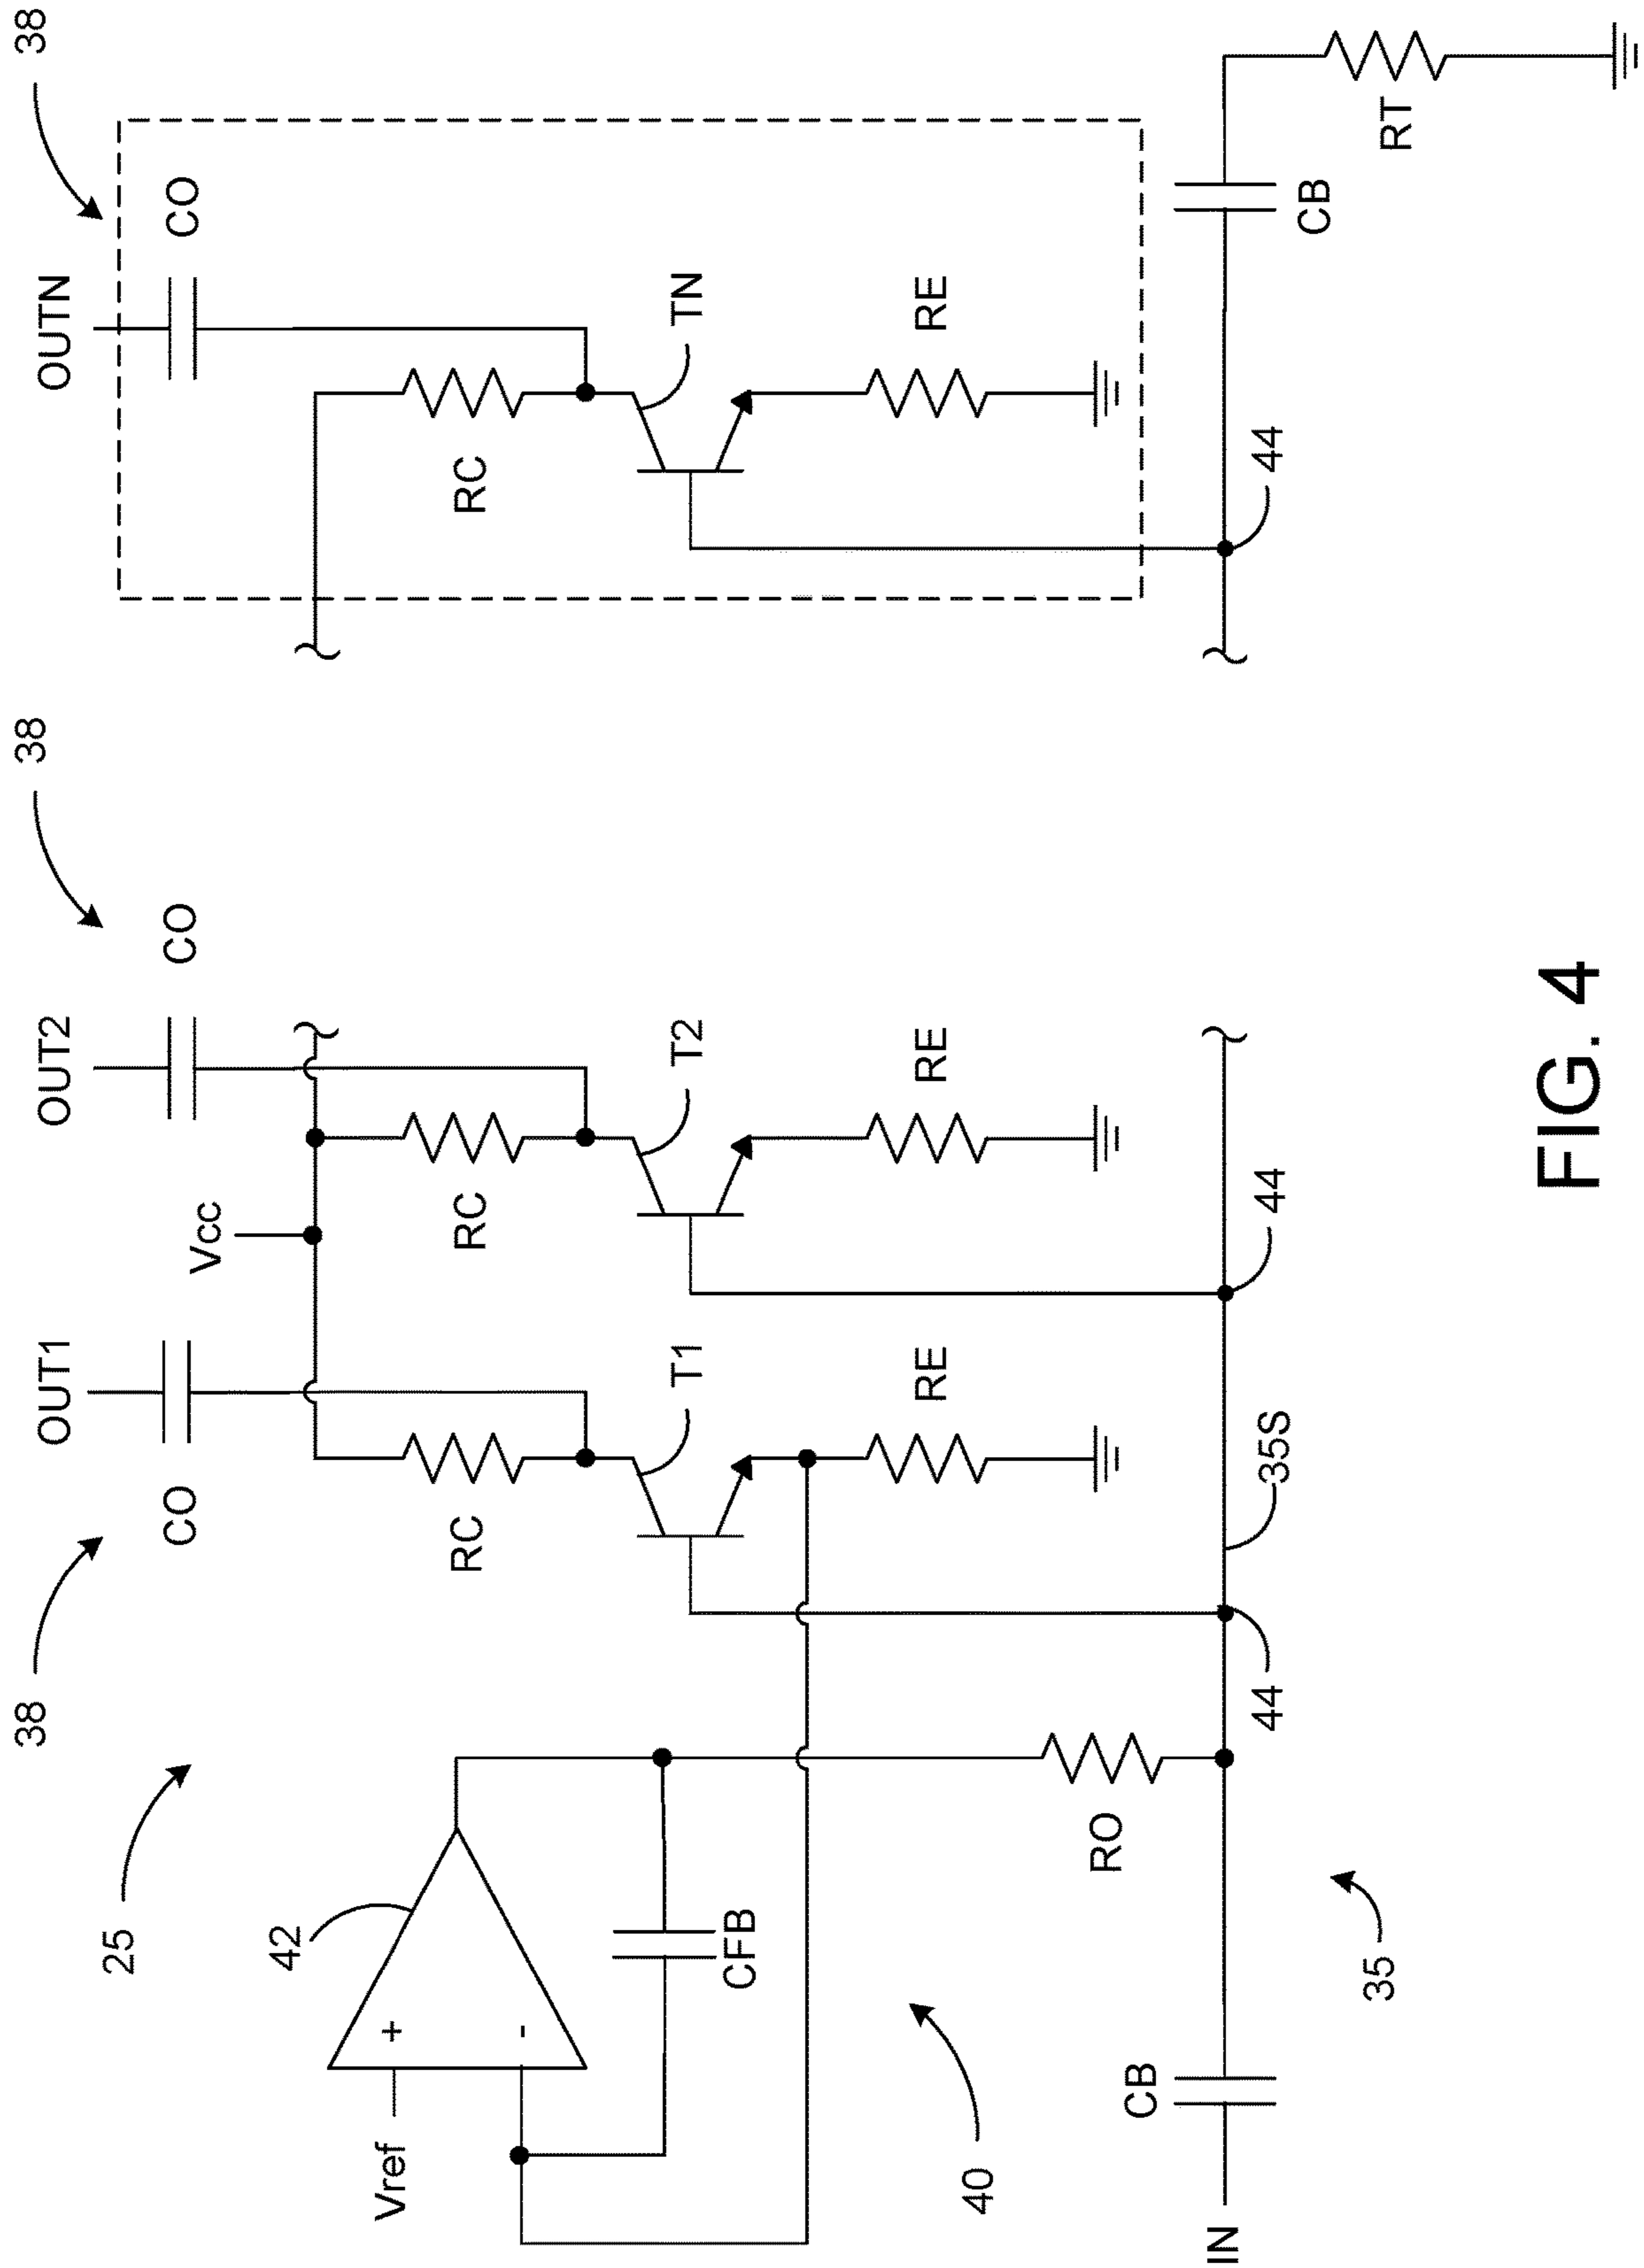 38
38
38
OUT1
OUT2
OUTN
CO
CO
CO
25
Vcc
42
Vref
+
-
RC
RC
RC
T1
T2
TN
CFB
RE
RE
RE
40
RO
CB
CB
IN
44
35S
44
44
RT
35
FIG. 4